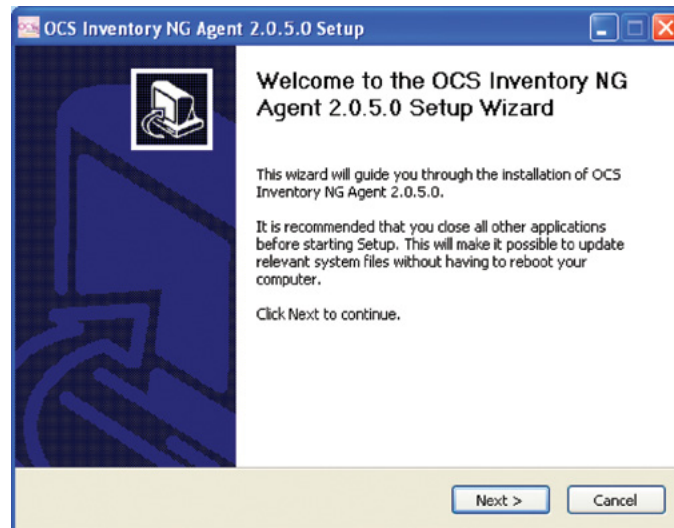 OCS Inventory NG Agent 2.0.5.0 Setup
Welcome to the OCS Inventory NG
Agent 2.0.5.0 Setup Wizard
This wizard will guide you through the installation of OCS
Inventory NG Agent 2.0.5.0.
It is recommended that you close all other applications
before starting Setup. This will make it possible to update
relevant system files without having to reboot your
computer.
Click Next to continue.
Next >
Cancel